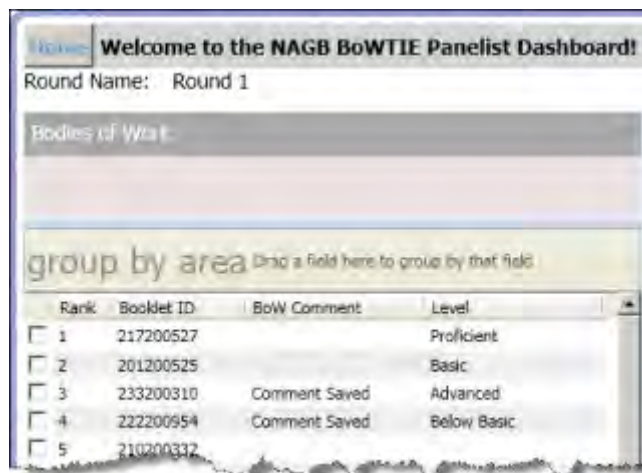 Home Welcome to the NAGB BoWTIE Panelist Dashboard!
Round Name: Round 1
Bodies of Work
group by area Drag a field here to group by that field
Rank Booklet ID BoW Comment Level
1 217200527 Proficient
2 201200525 Basic
3 233200310 Comment Saved Advanced
4 222200954 Comment Saved Below Basic
5 210200332